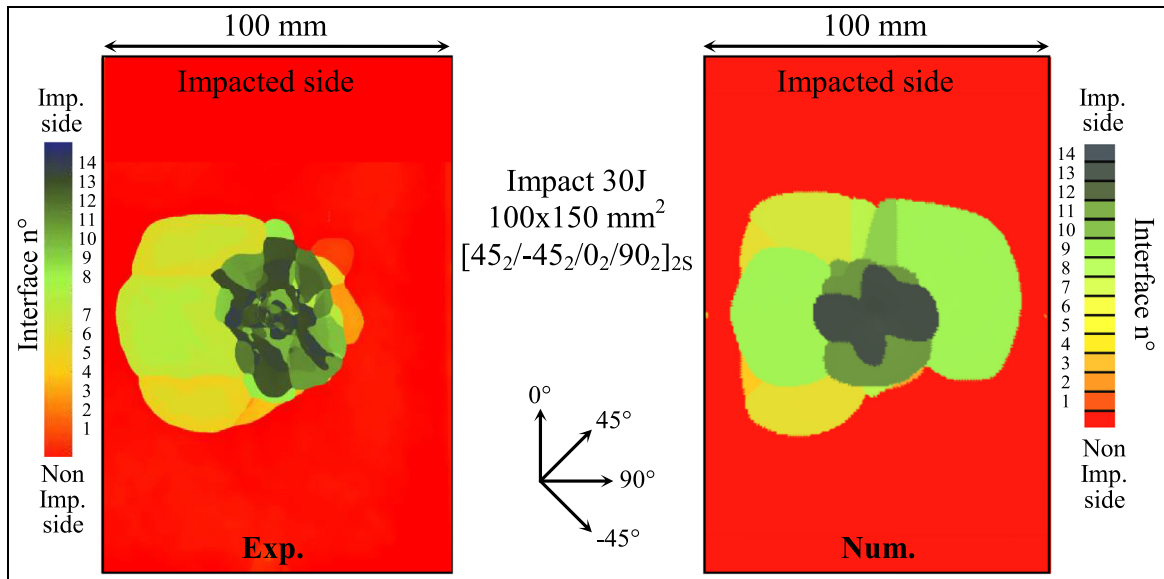 100 mm
100 mm
Impacted side
Impacted side
Imp.
side
14
13
12
11
10
9
8
7
6
5
4
3
2
1
Interface n°
Non
Imp.
side
Impact 30J
100x150 mm²
[45₂/-45₂/0₂/90₂]₂S
0°
45°
90°
-45°
Imp.
side
14
13
12
11
10
9
8
7
6
5
4
3
2
1
Interface n°
Non
Imp.
side
Exp.
Num.